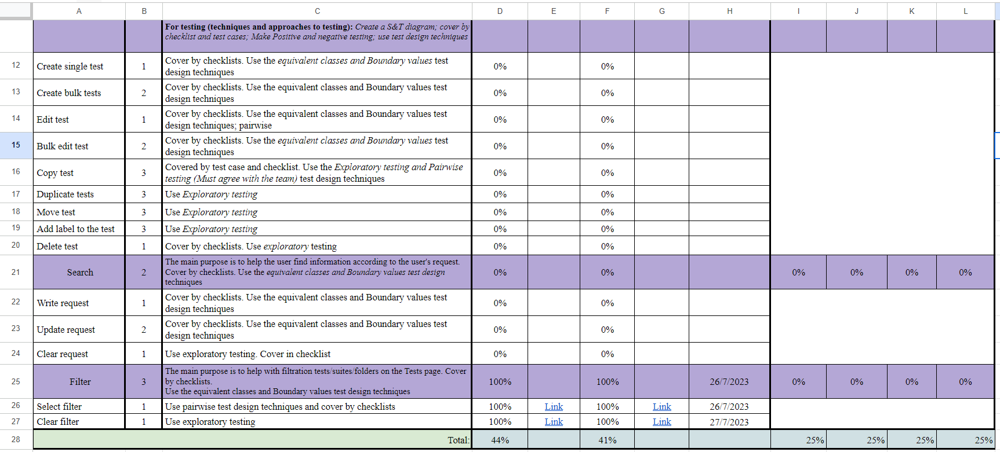 A B C D E F G H I J K L
For testing (techniques and approaches to testing): Create a S&T diagram; cover by
checklist and test cases; Make Positive and negative testing; use test design techniques
12 Create single test 1 Cover by checklists. Use the equivalent classes and Boundary values test
design techniques 0% 0%
13 Create bulk tests 2 Cover by checklists. Use the equivalent classes and Boundary values test
design techniques 0% 0%
14 Edit test 1 Cover by checklists. Use the equivalent classes and Boundary values test
design techniques; pairwise 0% 0%
15 Bulk edit test 2 Cover by checklists. Use the equivalent classes and Boundary values test
design techniques 0% 0%
16 Copy test 3 Covered by test case and checklist. Use the Exploratory testing and Pairwise
testing (Must agree with the team) test design techniques 0% 0%
17 Duplicate tests 3 Use Exploratory testing 0% 0%
18 Move test 3 Use Exploratory testing 0% 0%
19 Add label to the test 3 Use Exploratory testing 0% 0%
20 Delete test 1 Cover by checklists. Use exploratory testing 0% 0%
21 Search 2 The main purpose is to help the user find information according to the user's request.
Cover by checklists. Use the equivalent classes and Boundary values test design
techniques 0% 0% 0% 0% 0% 0%
22 Write request 1 Cover by checklists. Use the equivalent classes and Boundary values test
design techniques 0% 0%
23 Update request 2 Cover by checklists. Use the equivalent classes and Boundary values test
design techniques 0% 0%
24 Clear request 1 Use exploratory testing. Cover in checklist 0% 0%
25 Filter 3 The main purpose is to help with filtration tests/suites/folders on the Tests page. Cover
by checklists.
Use the equivalent classes and Boundary values test design techniques 100% 100% 26/7/2023 0% 0% 0% 0%
26 Select filter 1 Use pairwise test design techniques and cover by checklists 100% Link 100% Link 26/7/2023
27 Clear filter 1 Use exploratory testing 100% Link 100% Link 27/7/2023
28 Total: 44% 41% 25% 25% 25% 25%